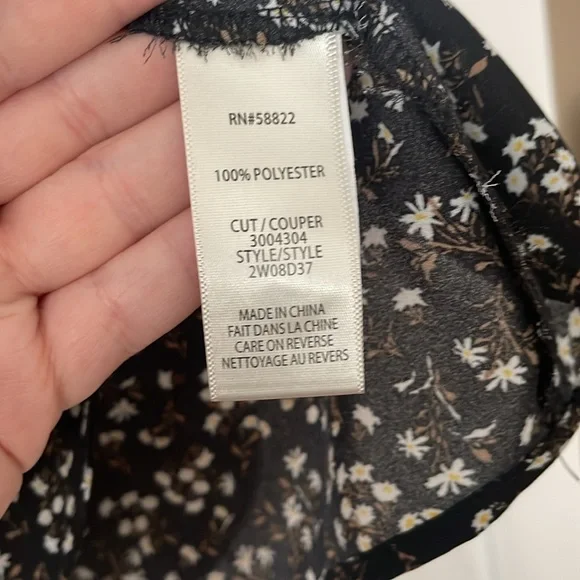 RN#58822
100% POLYESTER
CUT / COUPER
3004304
STYLE/STYLE
2W08D37
MADE IN CHINA
FAIT DANS LA CHINE
CARE ON REVERSE
NETTOYAGE AU REVERS